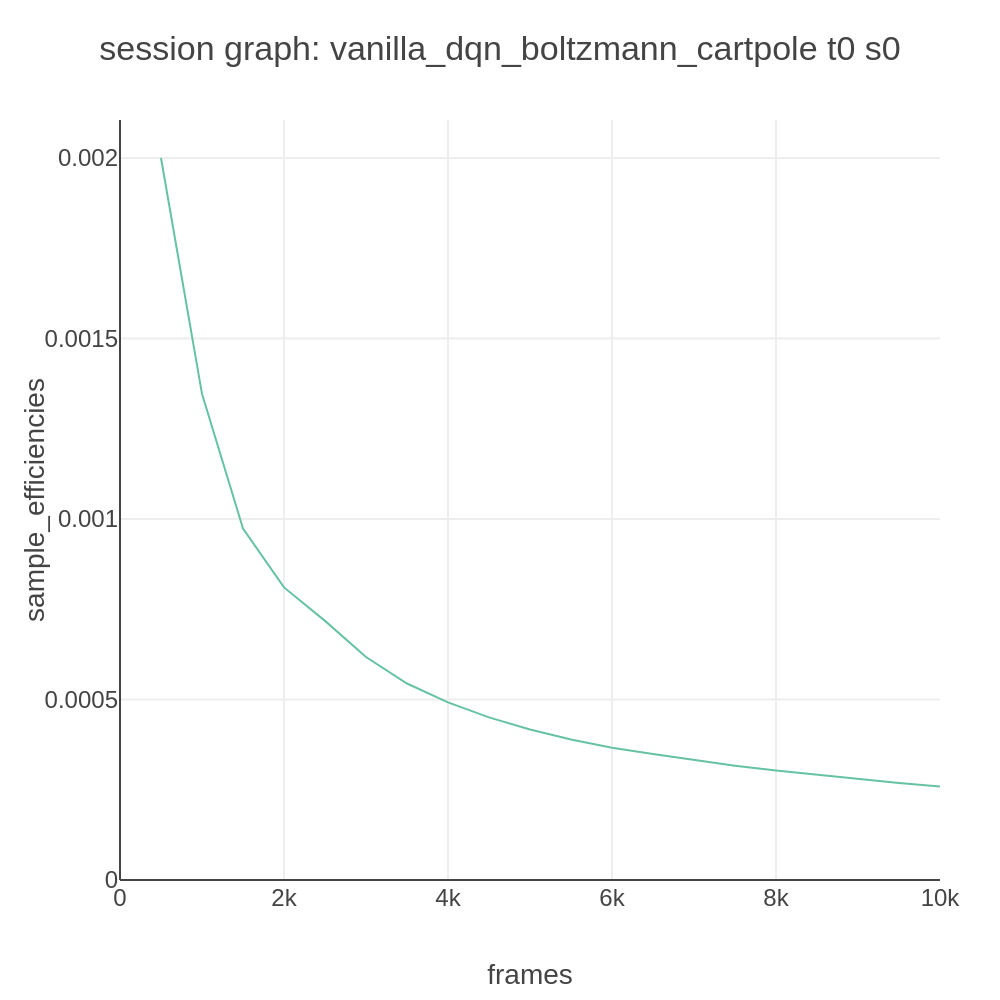 session graph: vanilla_dqn_boltzmann_cartpole t0 s0
sample_efficiencies
0.002
0.0015
0.001
0.0005
0
0 2k 4k 6k 8k 10k
frames